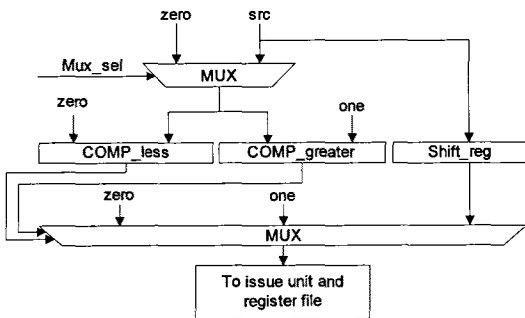 zero src
Mux_sel
MUX
zero one
COMP_less COMP_greater Shift_reg
zero one
MUX
To issue unit and
register file